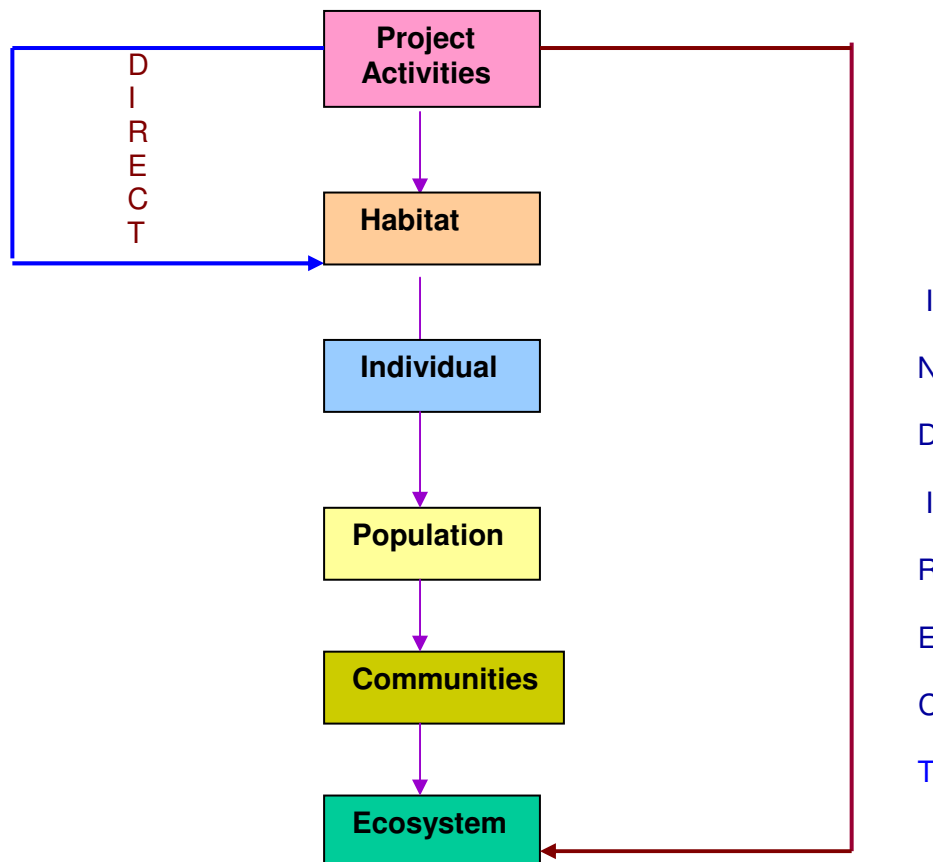 Project
Activities
D
I
R
E
C
T
Habitat
I
N
D
I
R
E
C
T
Individual
Population
Communities
Ecosystem